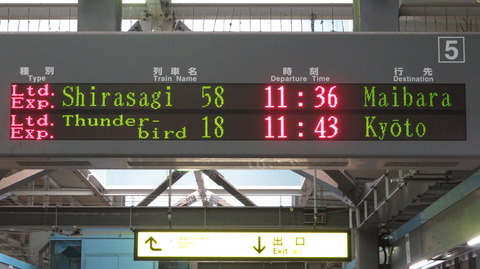 5
種別 列車名 時刻 行先
Type Train Name Departure Time Destination
Ltd. Exp. Shirasagi 58 11:36 Maibara
Ltd. Exp. Thunder-bird 18 11:43 Kyōto
出口
Exit